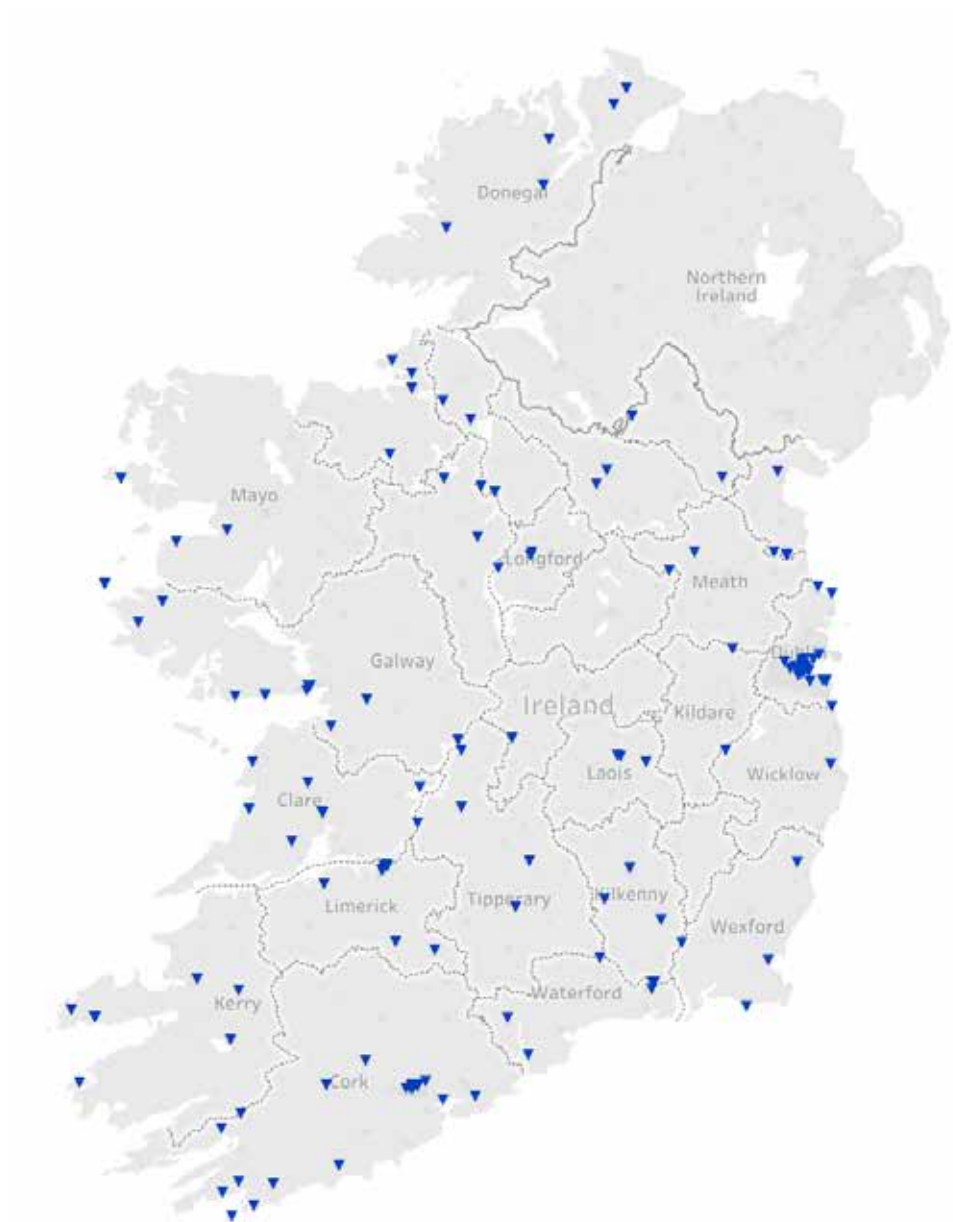 Donegal
Northern
Ireland
Mayo
Longford
Meath
Dublin
Galway
Ireland
Kildare
Laois
Wicklow
Clare
Limerick
Tipperary
Kilkenny
Wexford
Waterford
Kerry
Cork